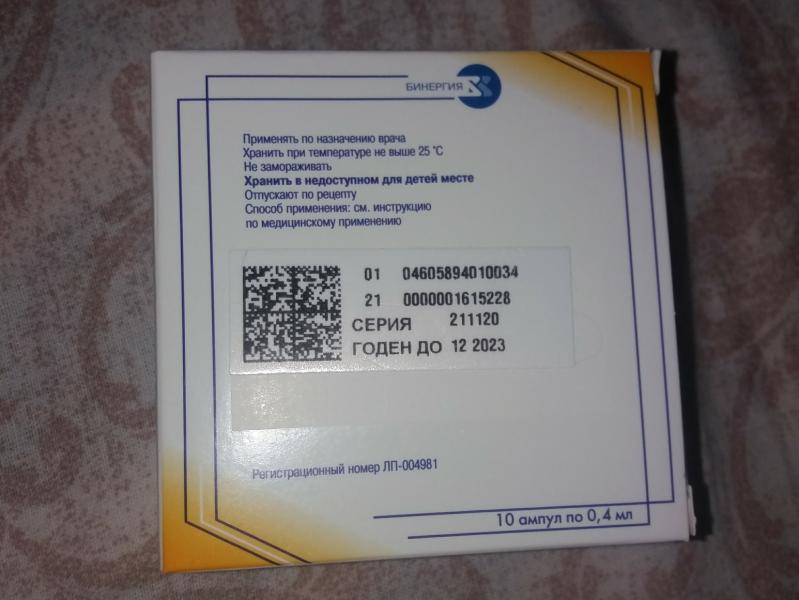 БИНЕРГИЯ
Применять по назначению врача
Хранить при температуре не выше 25 °С
Не замораживать
Хранить в недоступном для детей месте
Отпускают по рецепту
Способ применения: см. инструкцию
по медицинскому применению
01 04605894010034
21 0000001615228
СЕРИЯ 211120
ГОДЕН ДО 12 2023
Регистрационный номер ЛП-004981
10 ампул по 0,4 мл